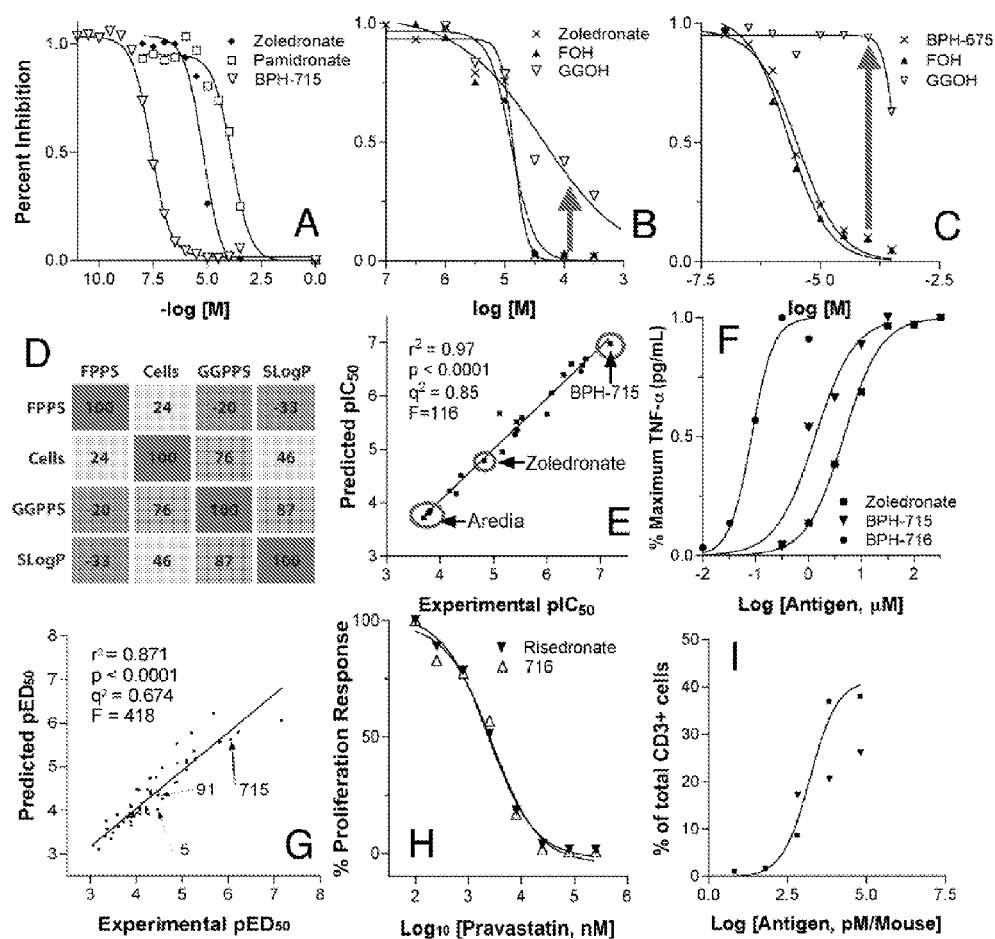 Percent Inhibition
1.0
0.5
0.0
10.0 7.5 5.0 2.5 0.0
-log [M]
Zoledronate
Pamidronate
BPH-715
A
1.0
0.5
0.0
7 6 5 4 3
log [M]
Zoledronate
FOH
GGOH
B
1.0
0.5
0.0
-7.5 -5.0 -2.5
log [M]
BPH-675
FOH
GGOH
C
D
FPPS Cells GGPPS SLogP
FPPS 100 24 -20 -33
Cells 24 100 76 46
GGPPS -20 76 100 87
SLogP -33 46 87 100
Predicted pIC50
7
6
5
4
3
3 4 5 6 7
Experimental pIC50
r² = 0.97
p < 0.0001
q² = 0.85
F=116
BPH-715
Zoledronate
Aredia
E
% Maximum TNF-α (pg/mL)
1.0
0.5
0.0
-2 -1 0 1 2
Log [Antigen, μM]
Zoledronate
BPH-715
BPH-716
F
Predicted pED50
8
7
6
5
4
3
3 4 5 6 7 8
Experimental pED50
r² = 0.871
p < 0.0001
q² = 0.674
F = 418
91
715
5
G
% Proliferation Response
100
50
0
2 3 4 5 6
Log10 [Pravastatin, nM]
Risedronate
716
H
% of total CD3+ cells
50
40
30
20
10
0
0.0 2.5 5.0 7.5
Log [Antigen, pM/Mouse]
I